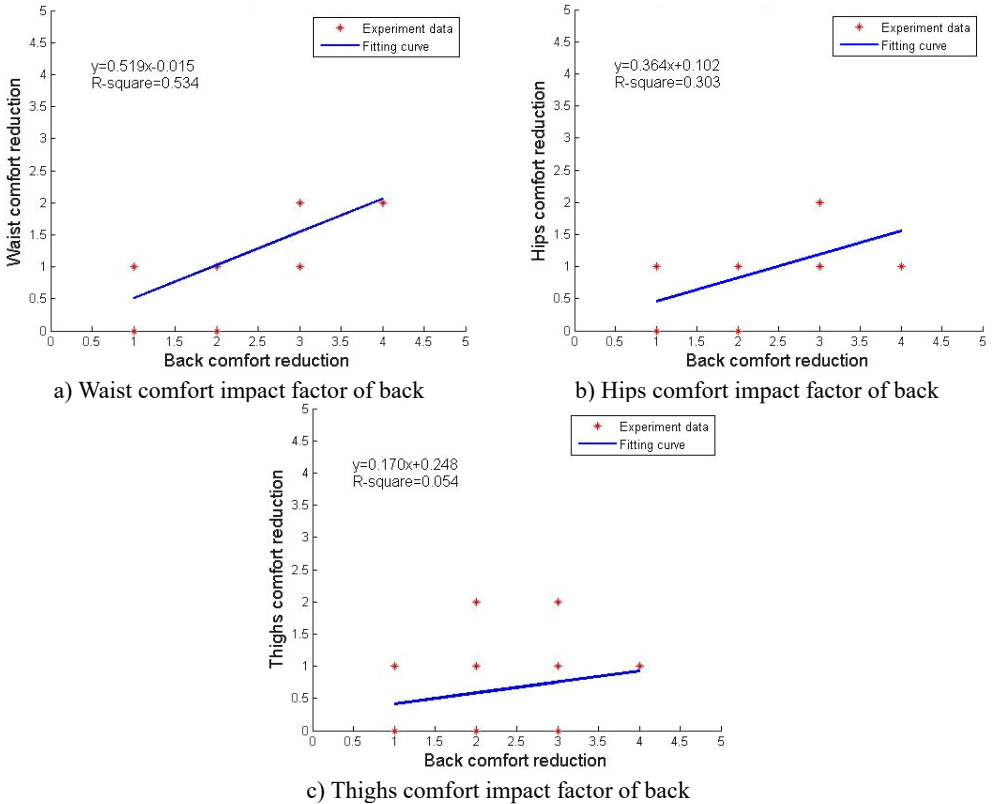 Experiment data
Fitting curve
y=0.519x-0.015
R-square=0.534
5
4.5
4
3.5
3
2.5
2
1.5
1
0.5
0
Waist comfort reduction
0 0.5 1 1.5 2 2.5 3 3.5 4 4.5 5
Back comfort reduction
a) Waist comfort impact factor of back
Experiment data
Fitting curve
y=0.364x+0.102
R-square=0.303
5
4.5
4
3.5
3
2.5
2
1.5
1
0.5
0
Hips comfort reduction
0 0.5 1 1.5 2 2.5 3 3.5 4 4.5 5
Back comfort reduction
b) Hips comfort impact factor of back
Experiment data
Fitting curve
y=0.170x+0.248
R-square=0.054
5
4.5
4
3.5
3
2.5
2
1.5
1
0.5
0
Thighs comfort reduction
0 0.5 1 1.5 2 2.5 3 3.5 4 4.5 5
Back comfort reduction
c) Thighs comfort impact factor of back